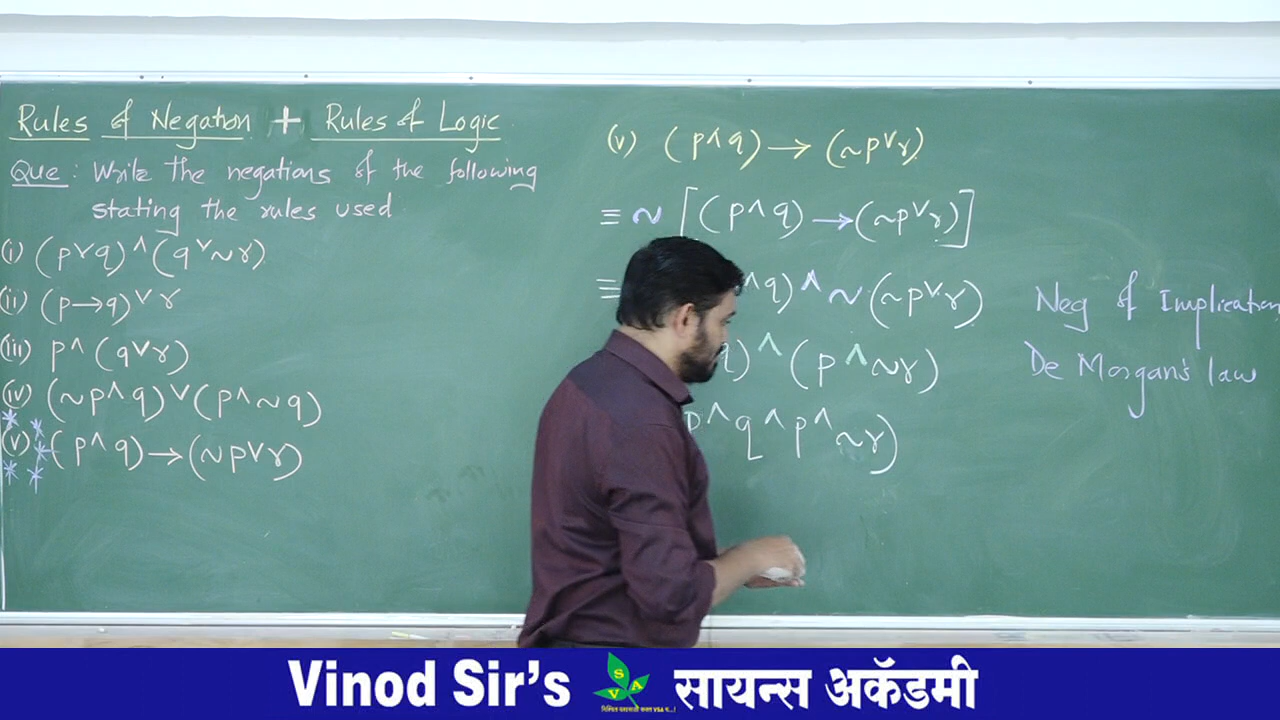 Rules of Negation + Rules of Logic
Que : Write the negations of the following
stating the rules used
(i) (p∨q)∧(q∨~r)
(ii) (p→q)∨r
(iii) p∧(q∨r)
(iv) (~p∧q)∨(p∧~q)
(v) (p∧q)→(~p∨r)
(v) (p∧q)→(~p∨r)
≡ ~[(p∧q)→(~p∨r)]
≡ ∧q)∧~(~p∨r) Neg of Implication
q)∧(p∧~r) De Morgan's law
p∧q∧p∧~r)
Vinod Sir's SVA सायन्स अकॅडमी